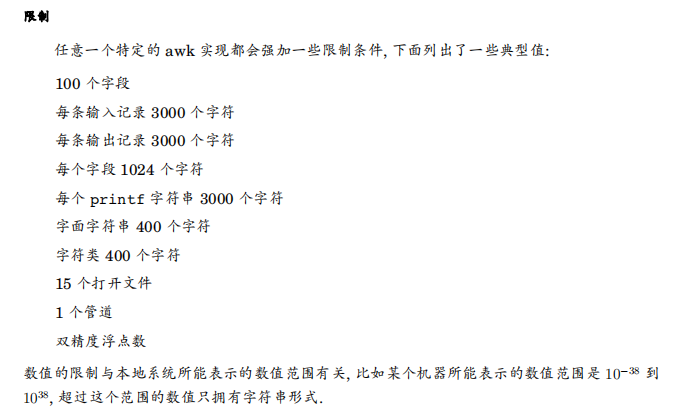 限制
任意一个特定的 awk 实现都会强加一些限制条件, 下面列出了一些典型值:
100 个字段
每条输入记录 3000 个字符
每条输出记录 3000 个字符
每个字段 1024 个字符
每个 printf 字符串 3000 个字符
字面字符串 400 个字符
字符类 400 个字符
15 个打开文件
1 个管道
双精度浮点数
数值的限制与本地系统所能表示的数值范围有关, 比如某个机器所能表示的数值范围是 10⁻³⁸ 到
10³⁸, 超过这个范围的数值只拥有字符串形式.